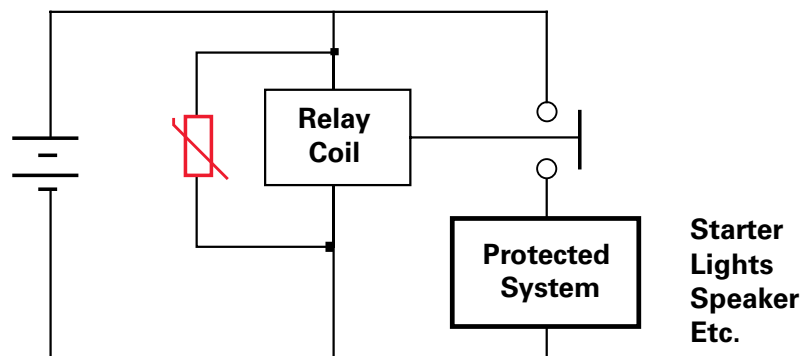 Relay
Coil
Protected
System
Starter
Lights
Speaker
Etc.